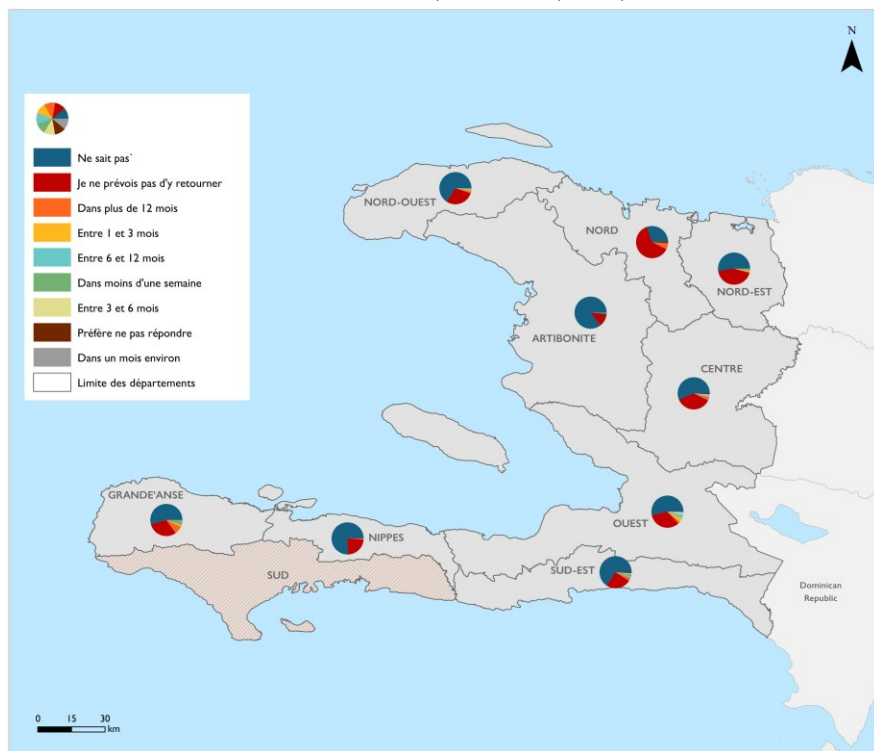 N
Ne sait pas`
Je ne prévois pas d'y retourner
Dans plus de 12 mois
Entre 1 et 3 mois
Entre 6 et 12 mois
Dans moins d'une semaine
Entre 3 et 6 mois
Préfère ne pas répondre
Dans un mois environ
Limite des départements
NORD-OUEST
NORD
NORD-EST
ARTIBONITE
CENTRE
GRANDE'ANSE
OUEST
NIPPES
SUD
SUD-EST
Dominican
Republic
0 15 30
km